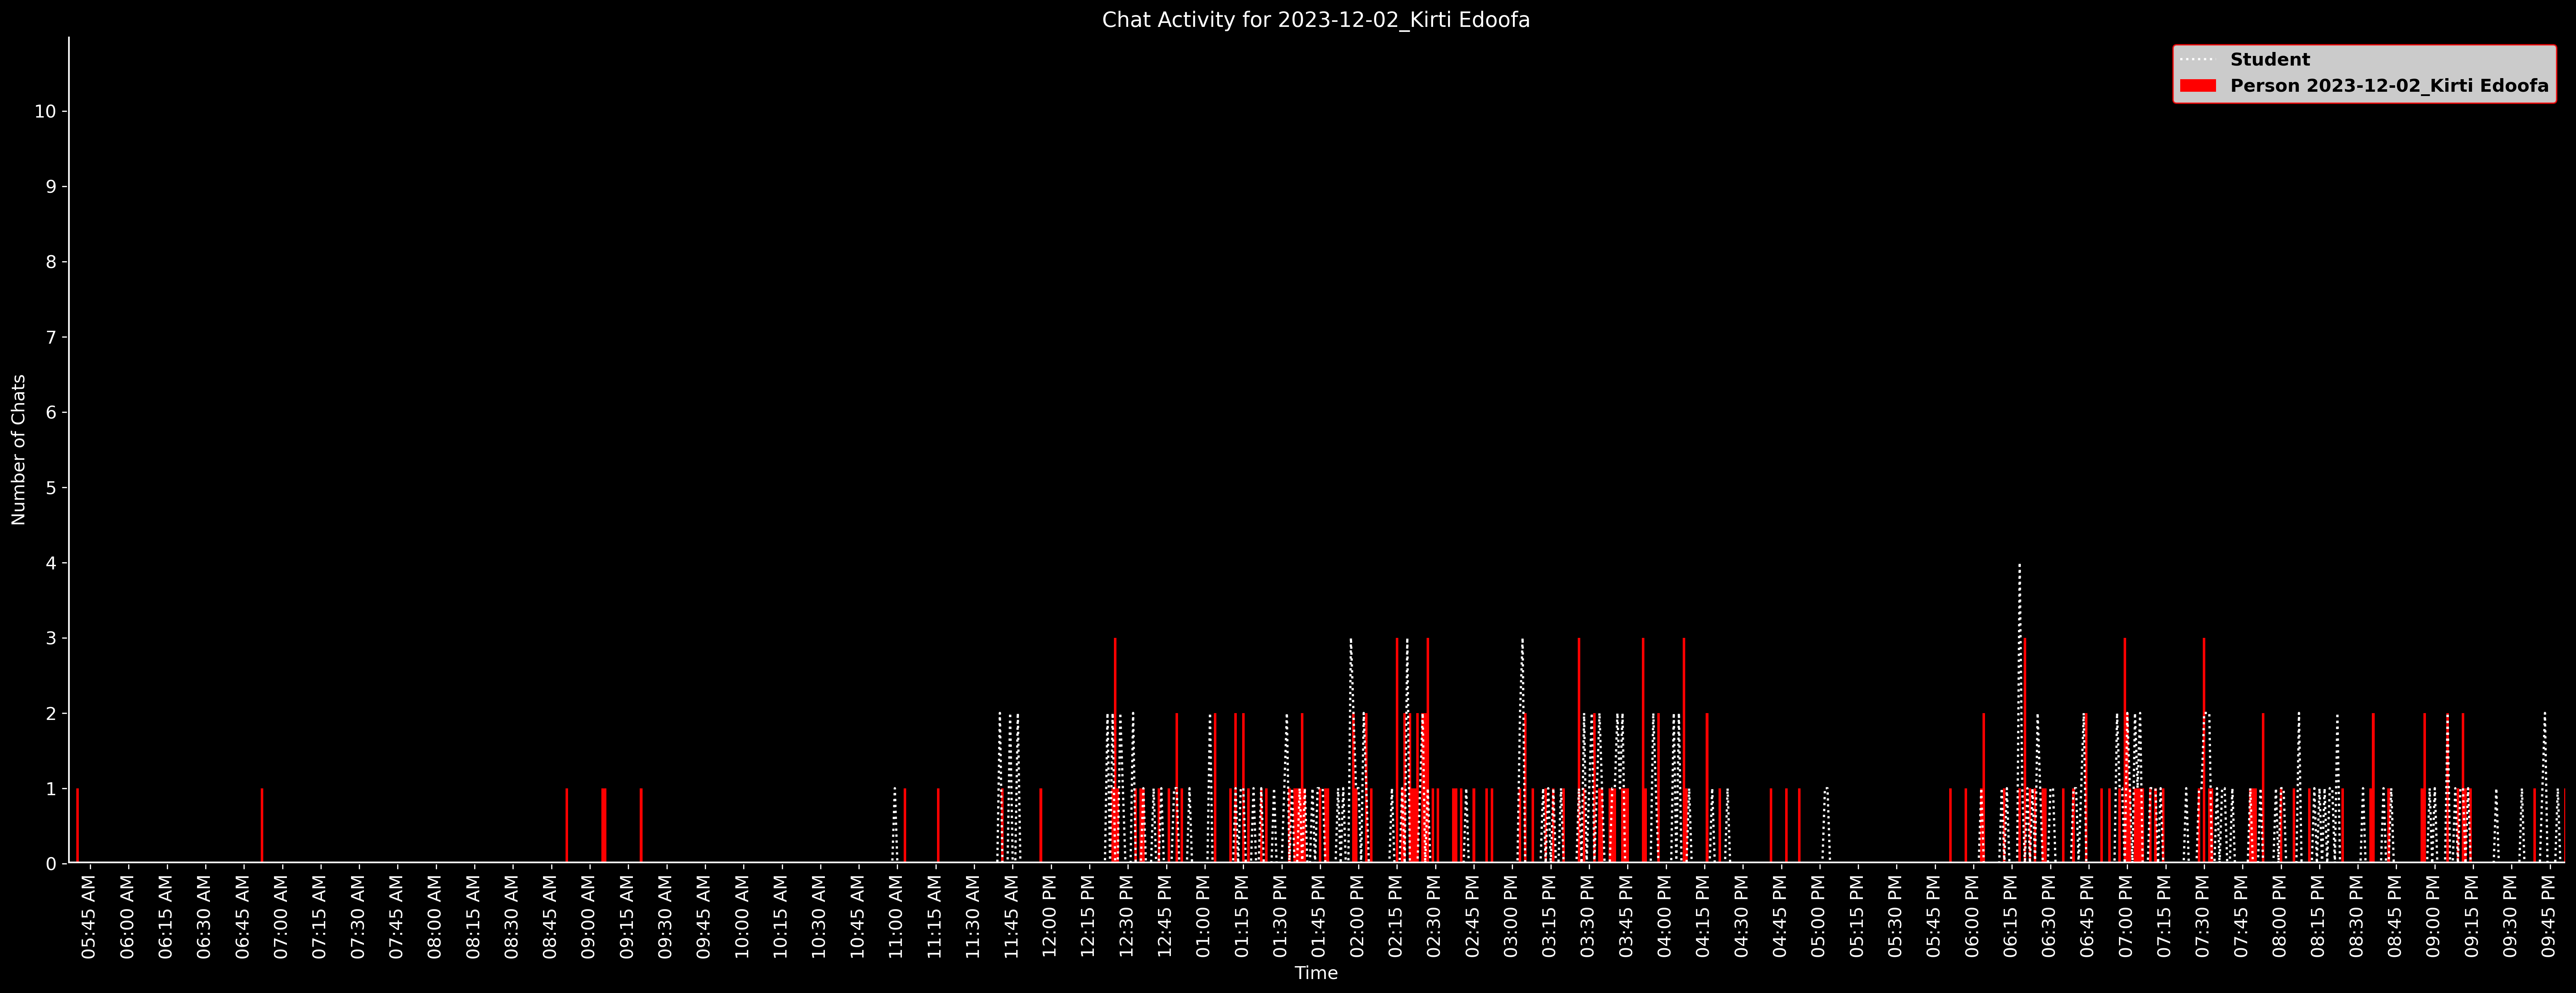 Chat Activity for 2023-12-02_Kirti Edoofa
Student
Person 2023-12-02_Kirti Edoofa
Number of Chats
10
9
8
7
6
5
4
3
2
1
0
05:45 AM
06:00 AM
06:15 AM
06:30 AM
06:45 AM
07:00 AM
07:15 AM
07:30 AM
07:45 AM
08:00 AM
08:15 AM
08:30 AM
08:45 AM
09:00 AM
09:15 AM
09:30 AM
09:45 AM
10:00 AM
10:15 AM
10:30 AM
10:45 AM
11:00 AM
11:15 AM
11:30 AM
11:45 AM
12:00 PM
12:15 PM
12:30 PM
12:45 PM
01:00 PM
01:15 PM
01:30 PM
01:45 PM
02:00 PM
02:15 PM
02:30 PM
02:45 PM
03:00 PM
03:15 PM
03:30 PM
03:45 PM
04:00 PM
04:15 PM
04:30 PM
04:45 PM
05:00 PM
05:15 PM
05:30 PM
05:45 PM
06:00 PM
06:15 PM
06:30 PM
06:45 PM
07:00 PM
07:15 PM
07:30 PM
07:45 PM
08:00 PM
08:15 PM
08:30 PM
08:45 PM
09:00 PM
09:15 PM
09:30 PM
09:45 PM
Time